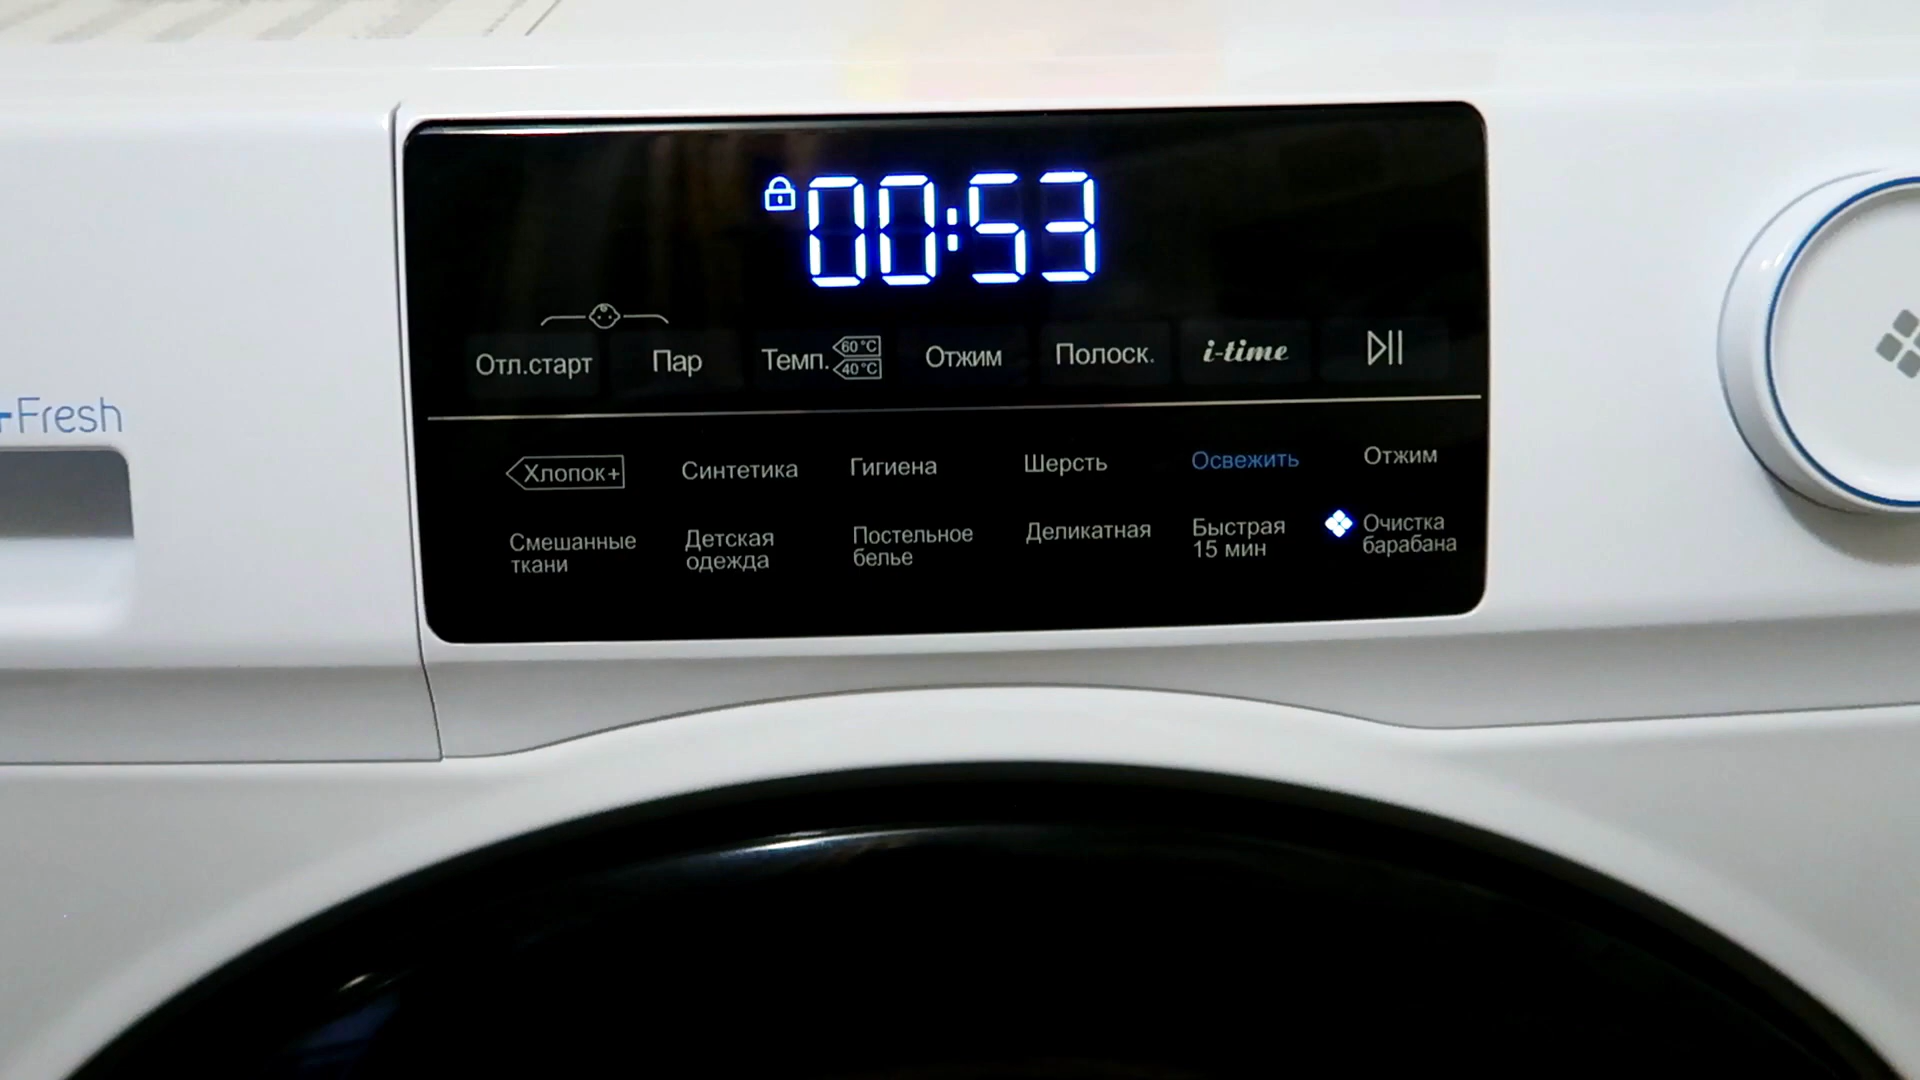 00:53
Отл.старт Пар Темп. 60°C 40°C Отжим Полоск. i-time
+Fresh
Хлопок+ Синтетика Гигиена Шерсть Освежить Отжим
Смешанные ткани
Детская одежда
Постельное белье
Деликатная
Быстрая 15 мин
Очистка барабана